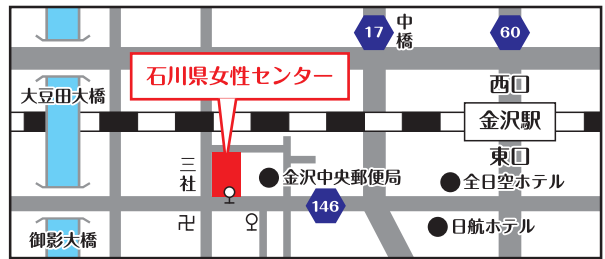 17
中橋
60
石川県女性センター
西口
大豆田大橋
金沢駅
東口
三社
金沢中央郵便局
全日空ホテル
146
卍
日航ホテル
御影大橋